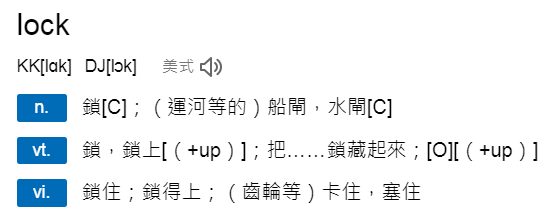 lock
KK[lɑk] DJ[lɔk] 美式
n. 鎖[C]；（運河等的）船閘，水閘[C]
vt. 鎖，鎖上[（+up）]；把……鎖藏起來；[O][（+up）]
vi. 鎖住；鎖得上；（齒輪等）卡住，塞住